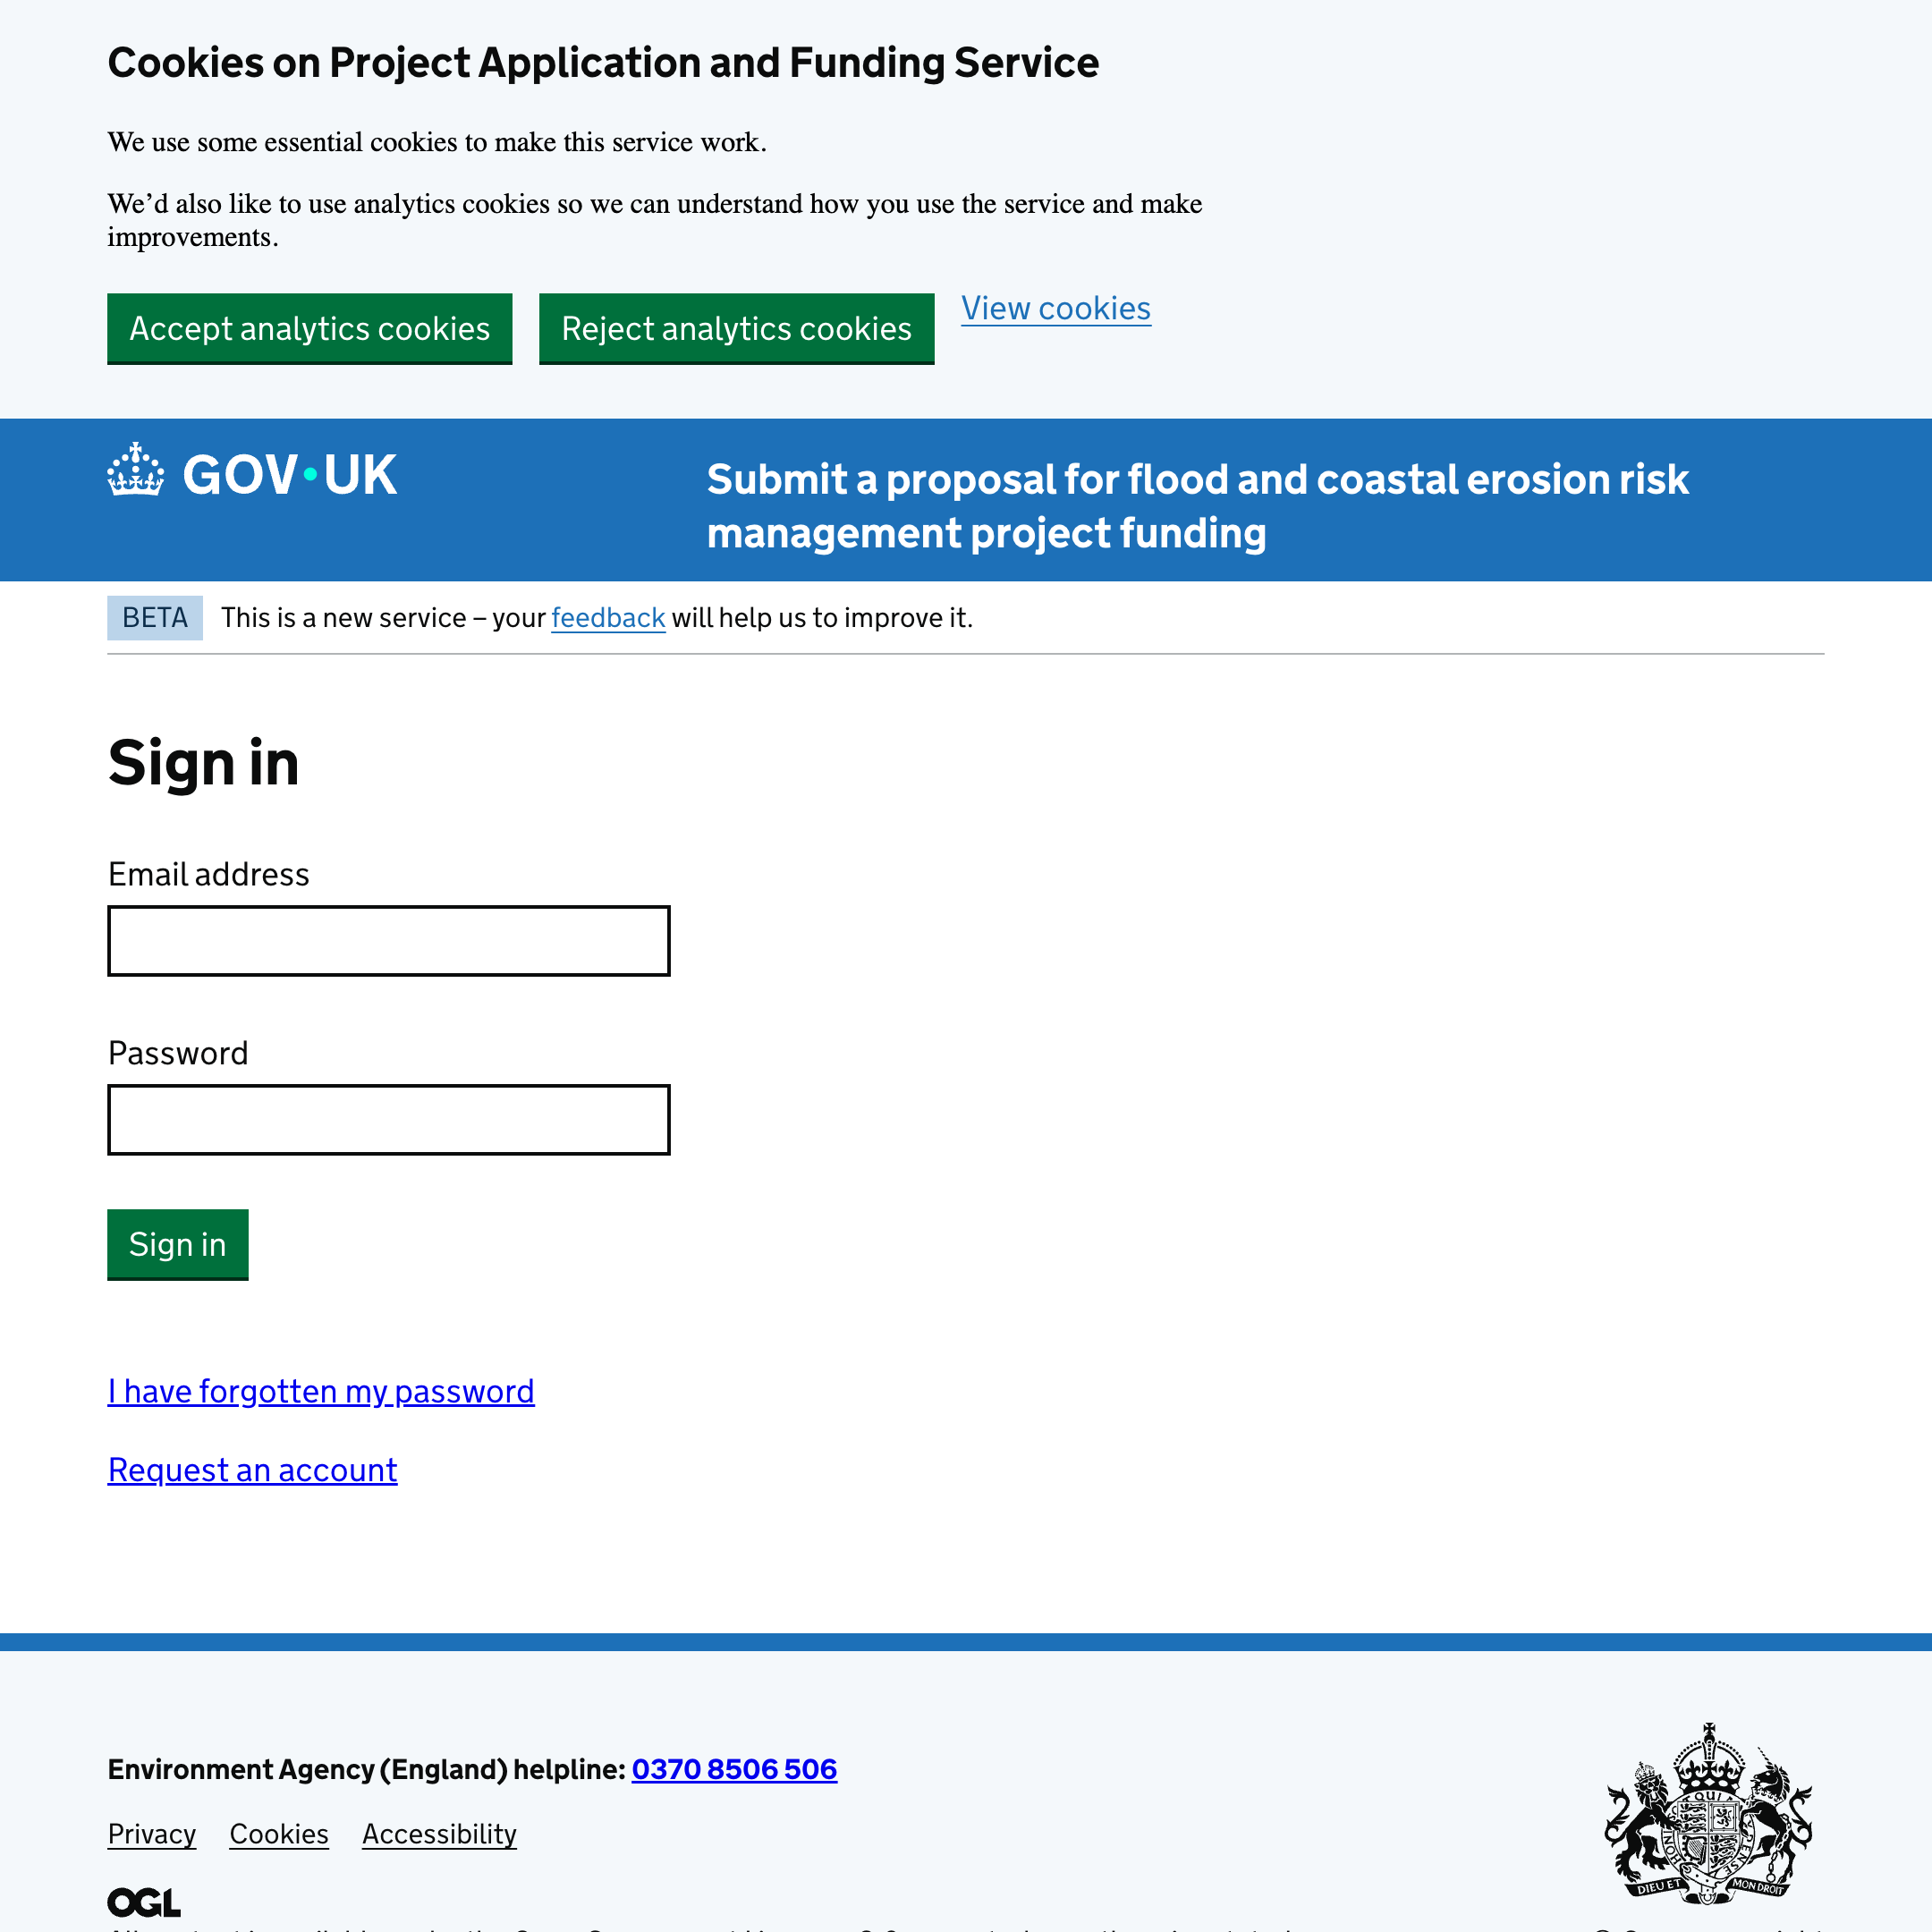 Cookies on Project Application and Funding Service
We use some essential cookies to make this service work.
We’d also like to use analytics cookies so we can understand how you use the service and make
improvements.
Accept analytics cookies
Reject analytics cookies
View cookies
GOV·UK
Submit a proposal for flood and coastal erosion risk
management project funding
BETA
This is a new service – your feedback will help us to improve it.
Sign in
Email address
Password
Sign in
I have forgotten my password
Request an account
Environment Agency (England) helpline: 0370 8506 506
Privacy
Cookies
Accessibility
QUI
HONI
PENSE
DIEU ET
MON DROIT
OGL